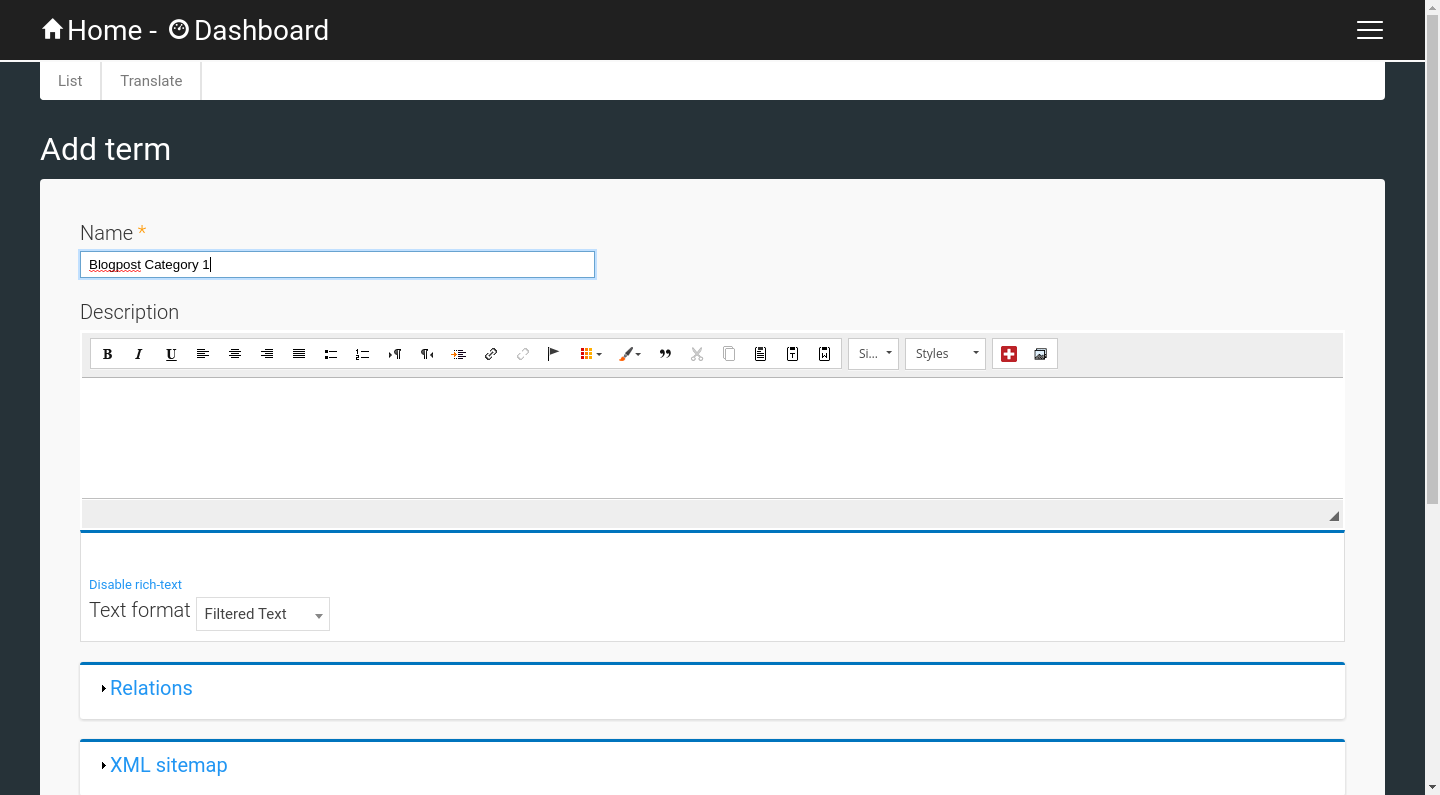 Home - Dashboard
List
Translate
Add term
Name *
Blogpost Category 1
Description
B I U Si... Styles
Disable rich-text
Text format Filtered Text
Relations
XML sitemap